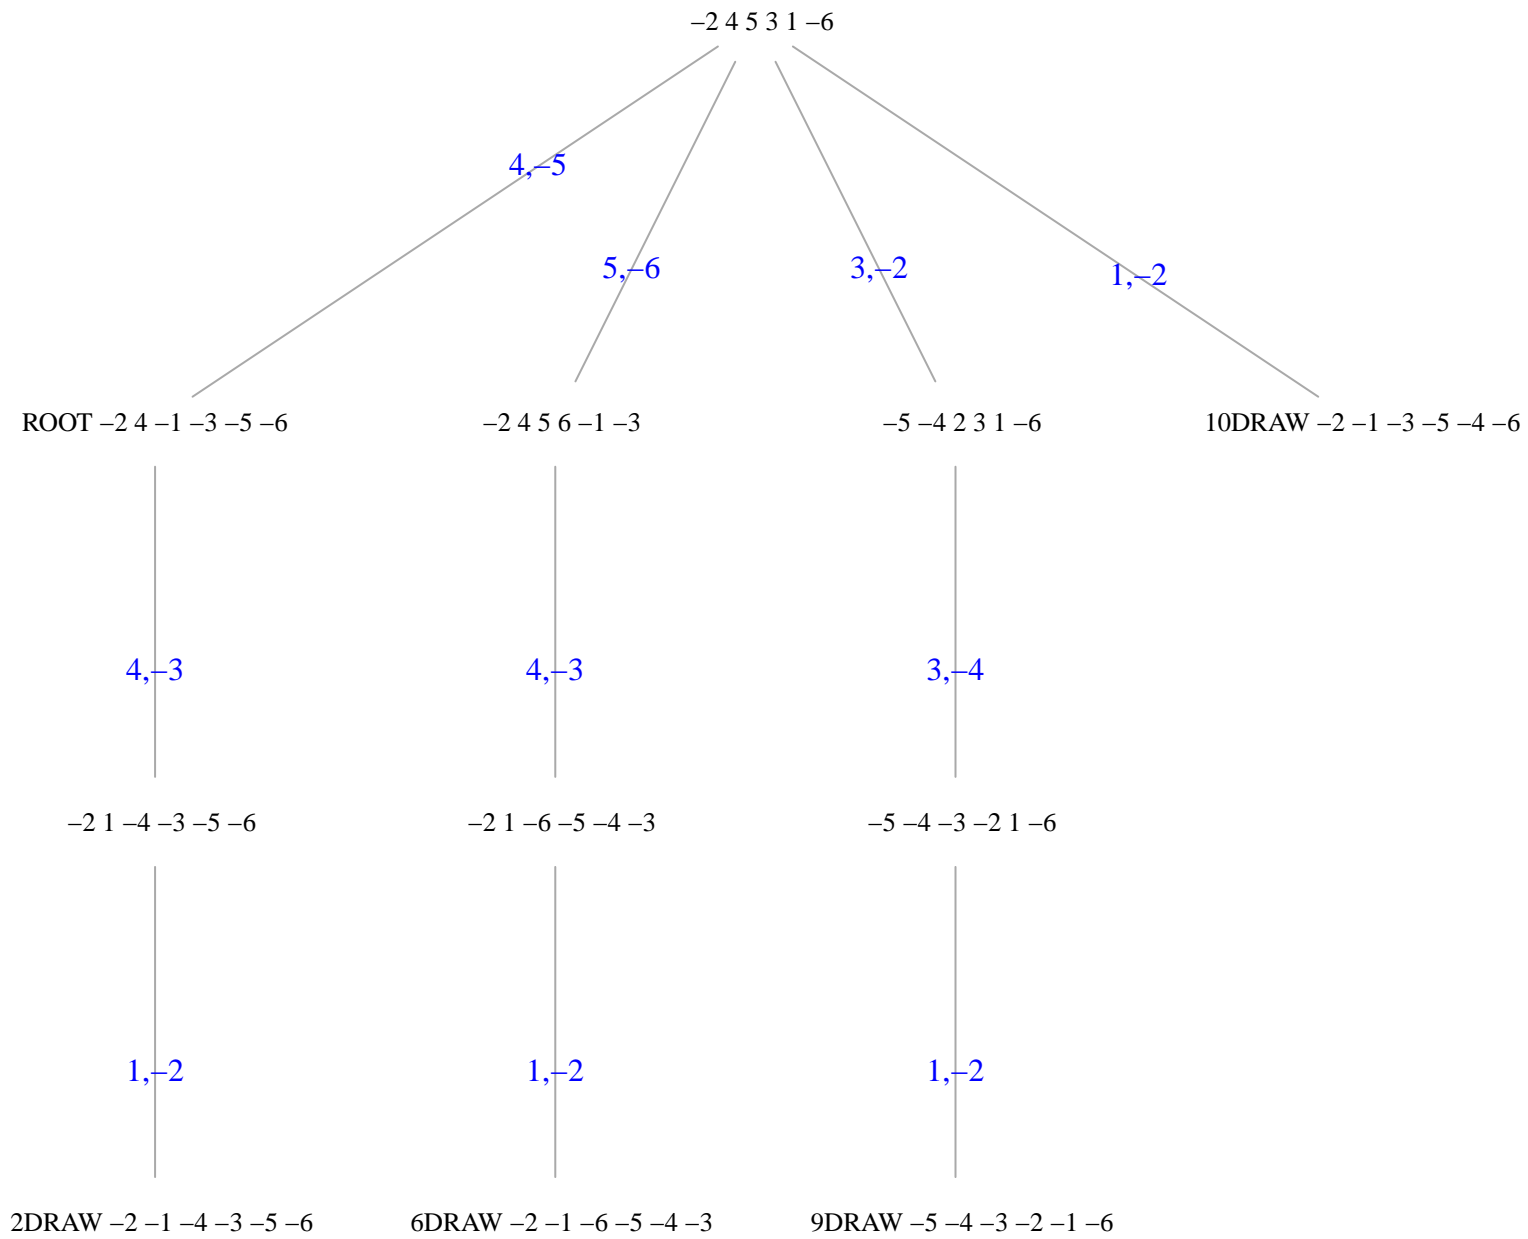 –2 4 5 3 1 –6
4,–5
5,–6
3,–2
1,–2
ROOT –2 4 –1 –3 –5 –6
–2 4 5 6 –1 –3
–5 –4 2 3 1 –6
10DRAW –2 –1 –3 –5 –4 –6
4,–3
4,–3
3,–4
–2 1 –4 –3 –5 –6
–2 1 –6 –5 –4 –3
–5 –4 –3 –2 1 –6
1,–2
1,–2
1,–2
2DRAW –2 –1 –4 –3 –5 –6
6DRAW –2 –1 –6 –5 –4 –3
9DRAW –5 –4 –3 –2 –1 –6